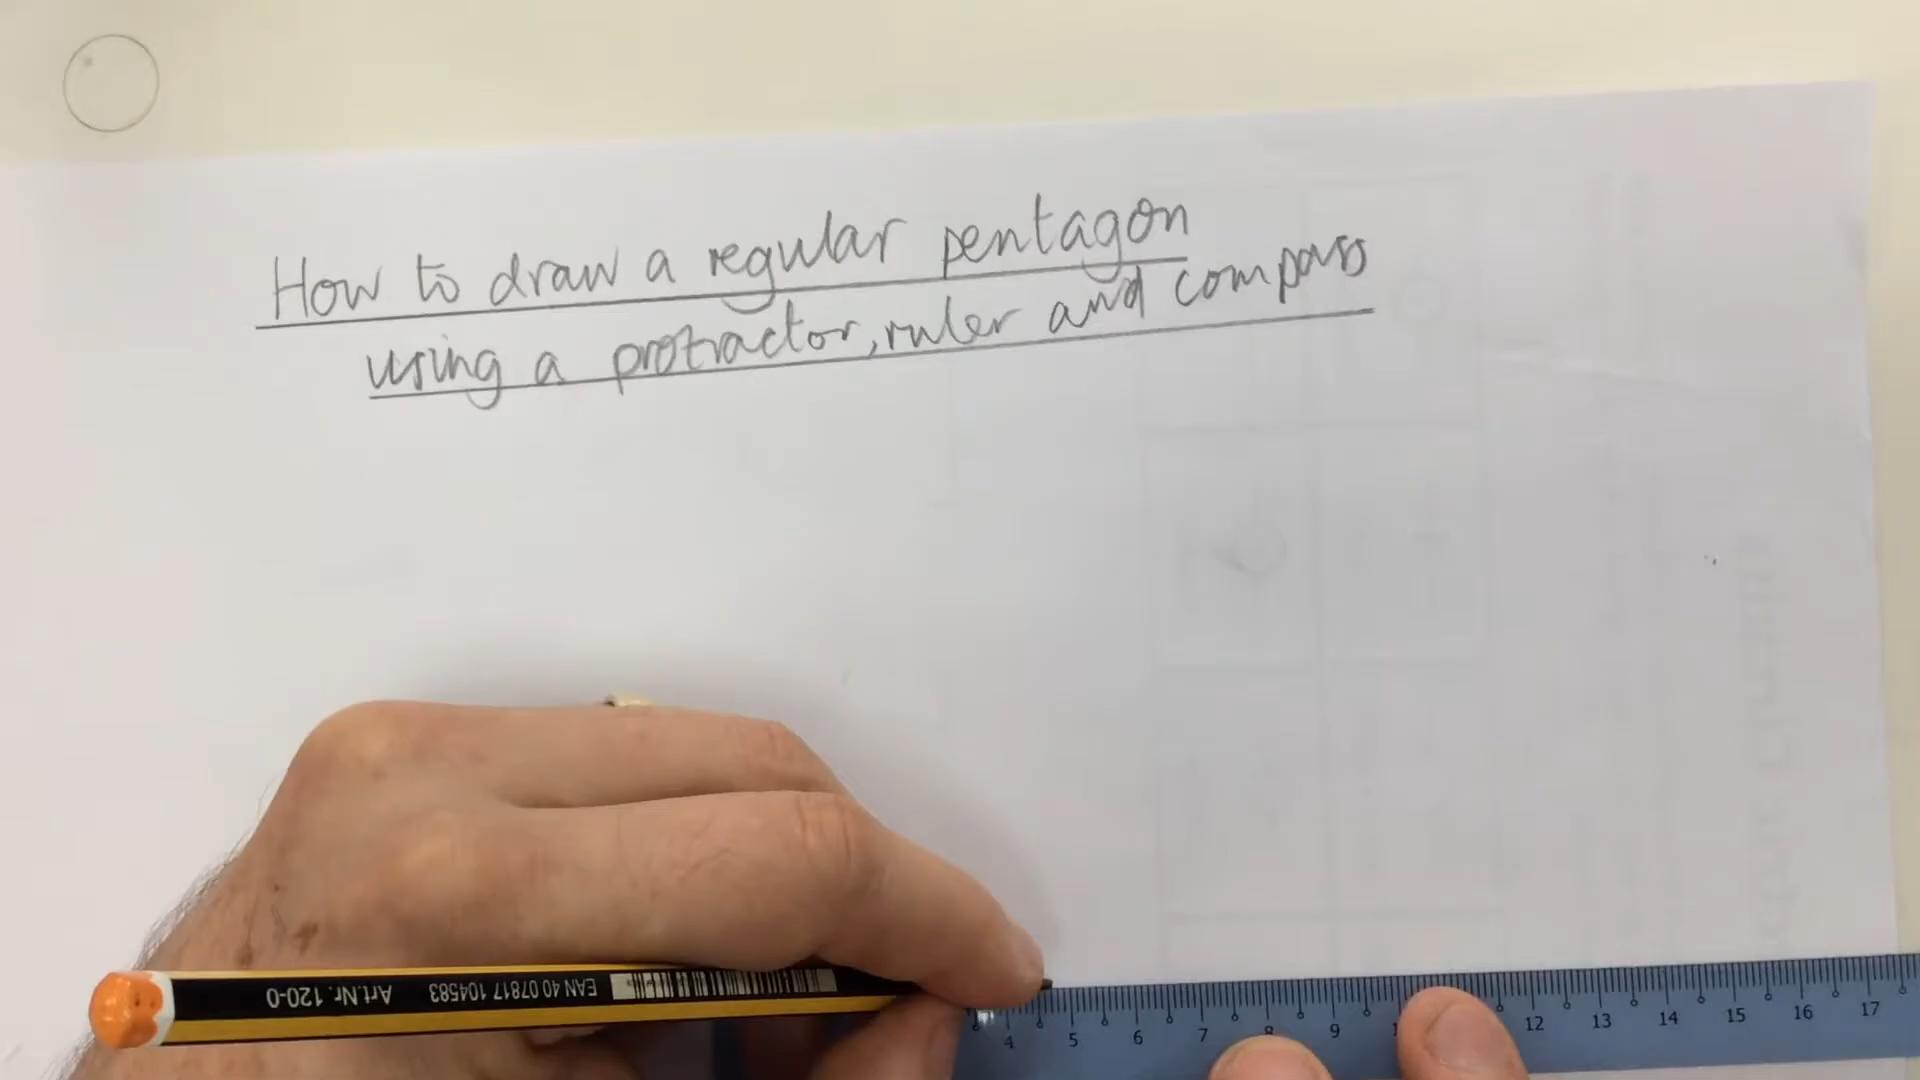 How to draw a regular pentagon
using a protractor, ruler and compass
Art.Nr. 120-0 EAN 40 07817 104583
4 5 6 7 8 9 12 13 14 15 16 17